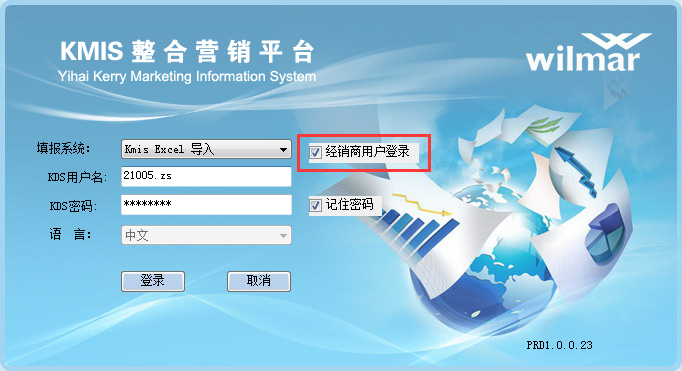 KMIS 整合营销平台
Yihai Kerry Marketing Information System
wilmar
填报系统： Kmis Excel 导入 经销商用户登录
KDS用户名: 21005.zs
KDS密码: ******** 记住密码
语 言： 中文
登录 取消
PRD1.0.0.23